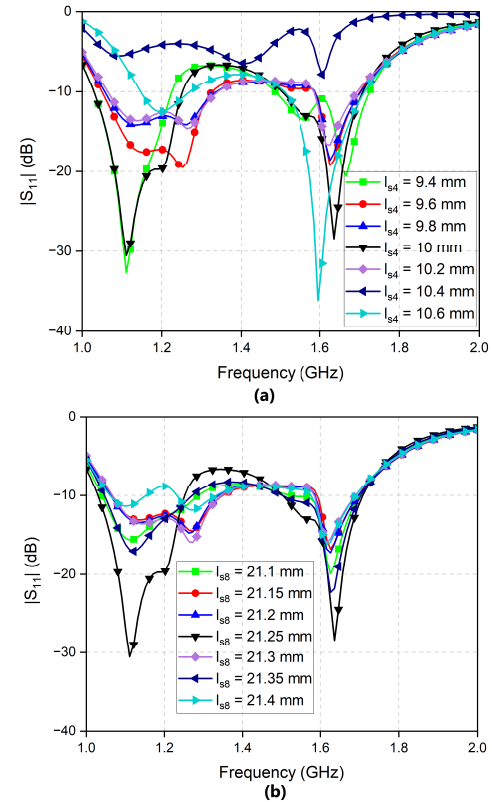 0
−10
−20
−30
−40
|S11| (dB)
ls4 = 9.4 mm
ls4 = 9.6 mm
ls4 = 9.8 mm
ls4 = 10 mm
ls4 = 10.2 mm
ls4 = 10.4 mm
ls4 = 10.6 mm
1.0 1.2 1.4 1.6 1.8 2.0
Frequency (GHz)
(a)
0
−10
−20
−30
−40
|S11| (dB)
ls8 = 21.1 mm
ls8 = 21.15 mm
ls8 = 21.2 mm
ls8 = 21.25 mm
ls8 = 21.3 mm
ls8 = 21.35 mm
ls8 = 21.4 mm
1.0 1.2 1.4 1.6 1.8 2.0
Frequency (GHz)
(b)